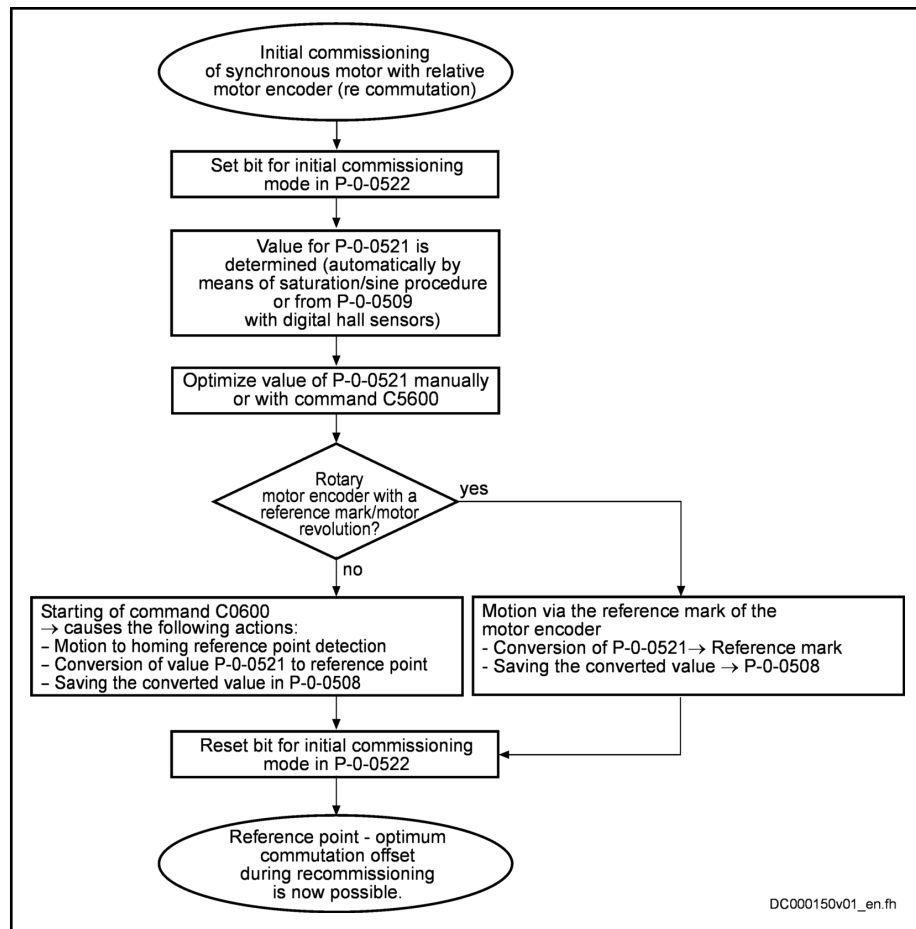 Initial commissioning
of synchronous motor with relative
motor encoder (re commutation)
Set bit for initial commissioning
mode in P-0-0522
Value for P-0-0521 is
determined (automatically by
means of saturation/sine procedure
or from P-0-0509
with digital hall sensors)
Optimize value of P-0-0521 manually
or with command C5600
Rotary
motor encoder with a
reference mark/motor
revolution?
yes
no
Starting of command C0600
→ causes the following actions:
– Motion to homing reference point detection
– Conversion of value P-0-0521 to reference point
– Saving the converted value in P-0-0508
Motion via the reference mark of the
motor encoder
- Conversion of P-0-0521→ Reference mark
- Saving the converted value → P-0-0508
Reset bit for initial commissioning
mode in P-0-0522
Reference point - optimum
commutation offset
during recommissioning
is now possible.
DC000150v01_en.fh